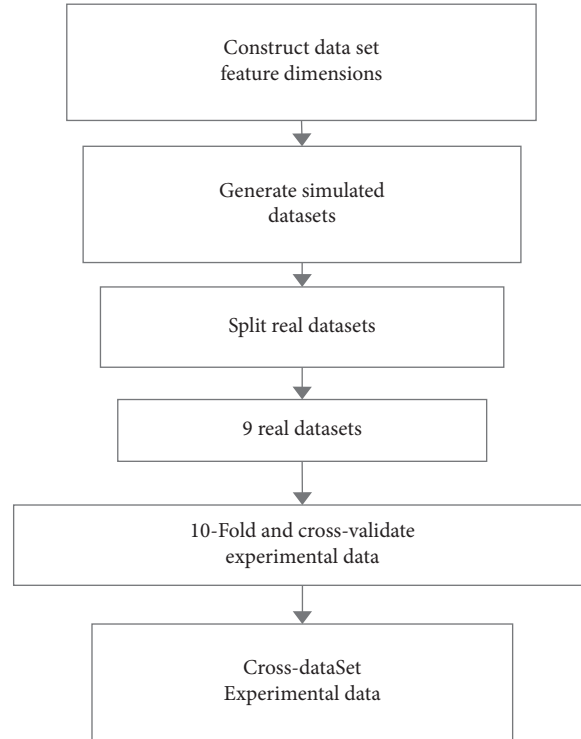 Construct data set
feature dimensions
Generate simulated
datasets
Split real datasets
9 real datasets
10-Fold and cross-validate
experimental data
Cross-dataSet
Experimental data